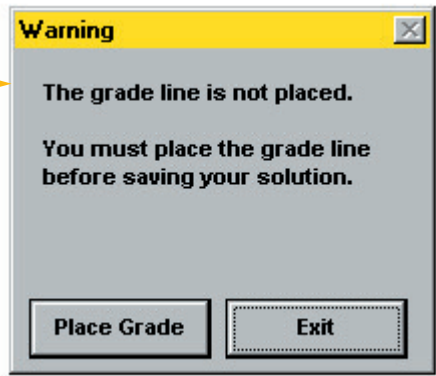 Warning
The grade line is not placed.
You must place the grade line
before saving your solution.
Place Grade
Exit